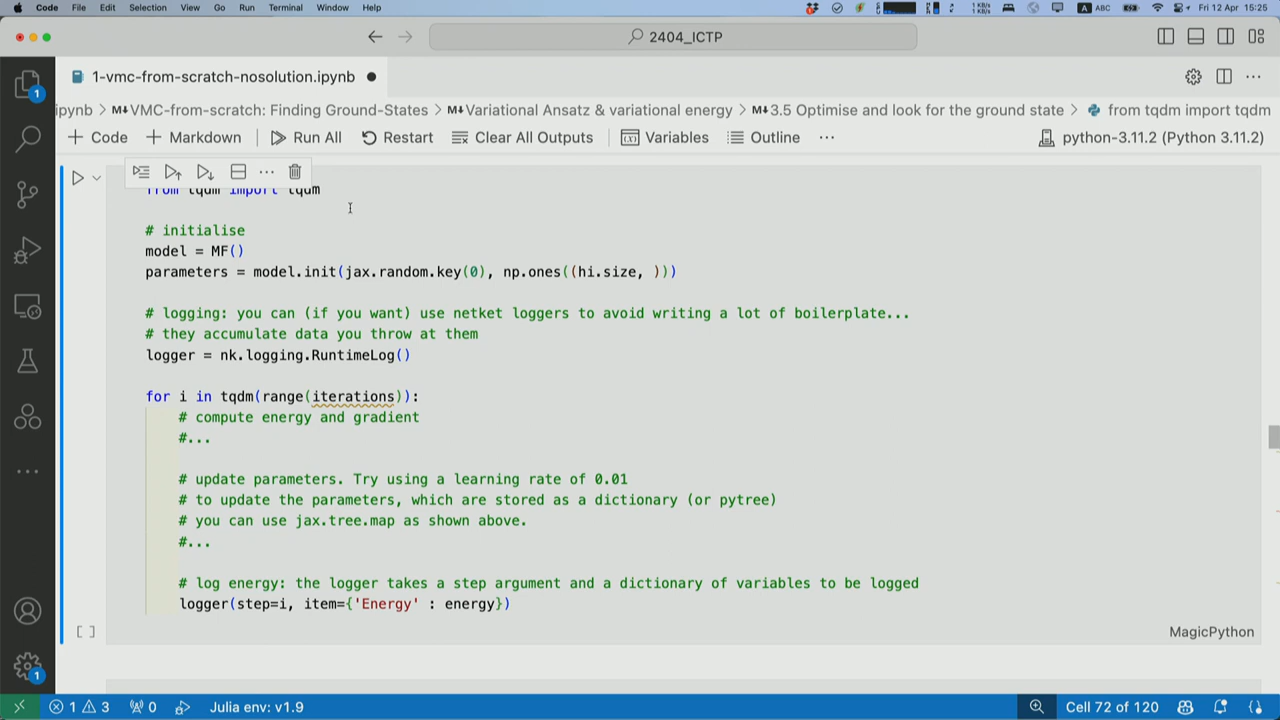 Code File Edit Selection View Go Run Terminal Window Help
A ABC Fri 12 Apr 15:25
2404_ICTP
1-vmc-from-scratch-nosolution.ipynb
ipynb > M↓VMC-from-scratch: Finding Ground-States > M↓Variational Ansatz & variational energy > M↓3.5 Optimise and look for the ground state > from tqdm import tqdm
+ Code + Markdown Run All Restart Clear All Outputs Variables Outline ... python-3.11.2 (Python 3.11.2)
from tqdm import tqdm
# initialise
model = MF()
parameters = model.init(jax.random.key(0), np.ones((hi.size, )))
# logging: you can (if you want) use netket loggers to avoid writing a lot of boilerplate...
# they accumulate data you throw at them
logger = nk.logging.RuntimeLog()
for i in tqdm(range(iterations)):
# compute energy and gradient
#...
# update parameters. Try using a learning rate of 0.01
# to update the parameters, which are stored as a dictionary (or pytree)
# you can use jax.tree.map as shown above.
#...
# log energy: the logger takes a step argument and a dictionary of variables to be logged
logger(step=i, item={'Energy' : energy})
[ ] MagicPython
1
1
1 3 0 Julia env: v1.9 Cell 72 of 120